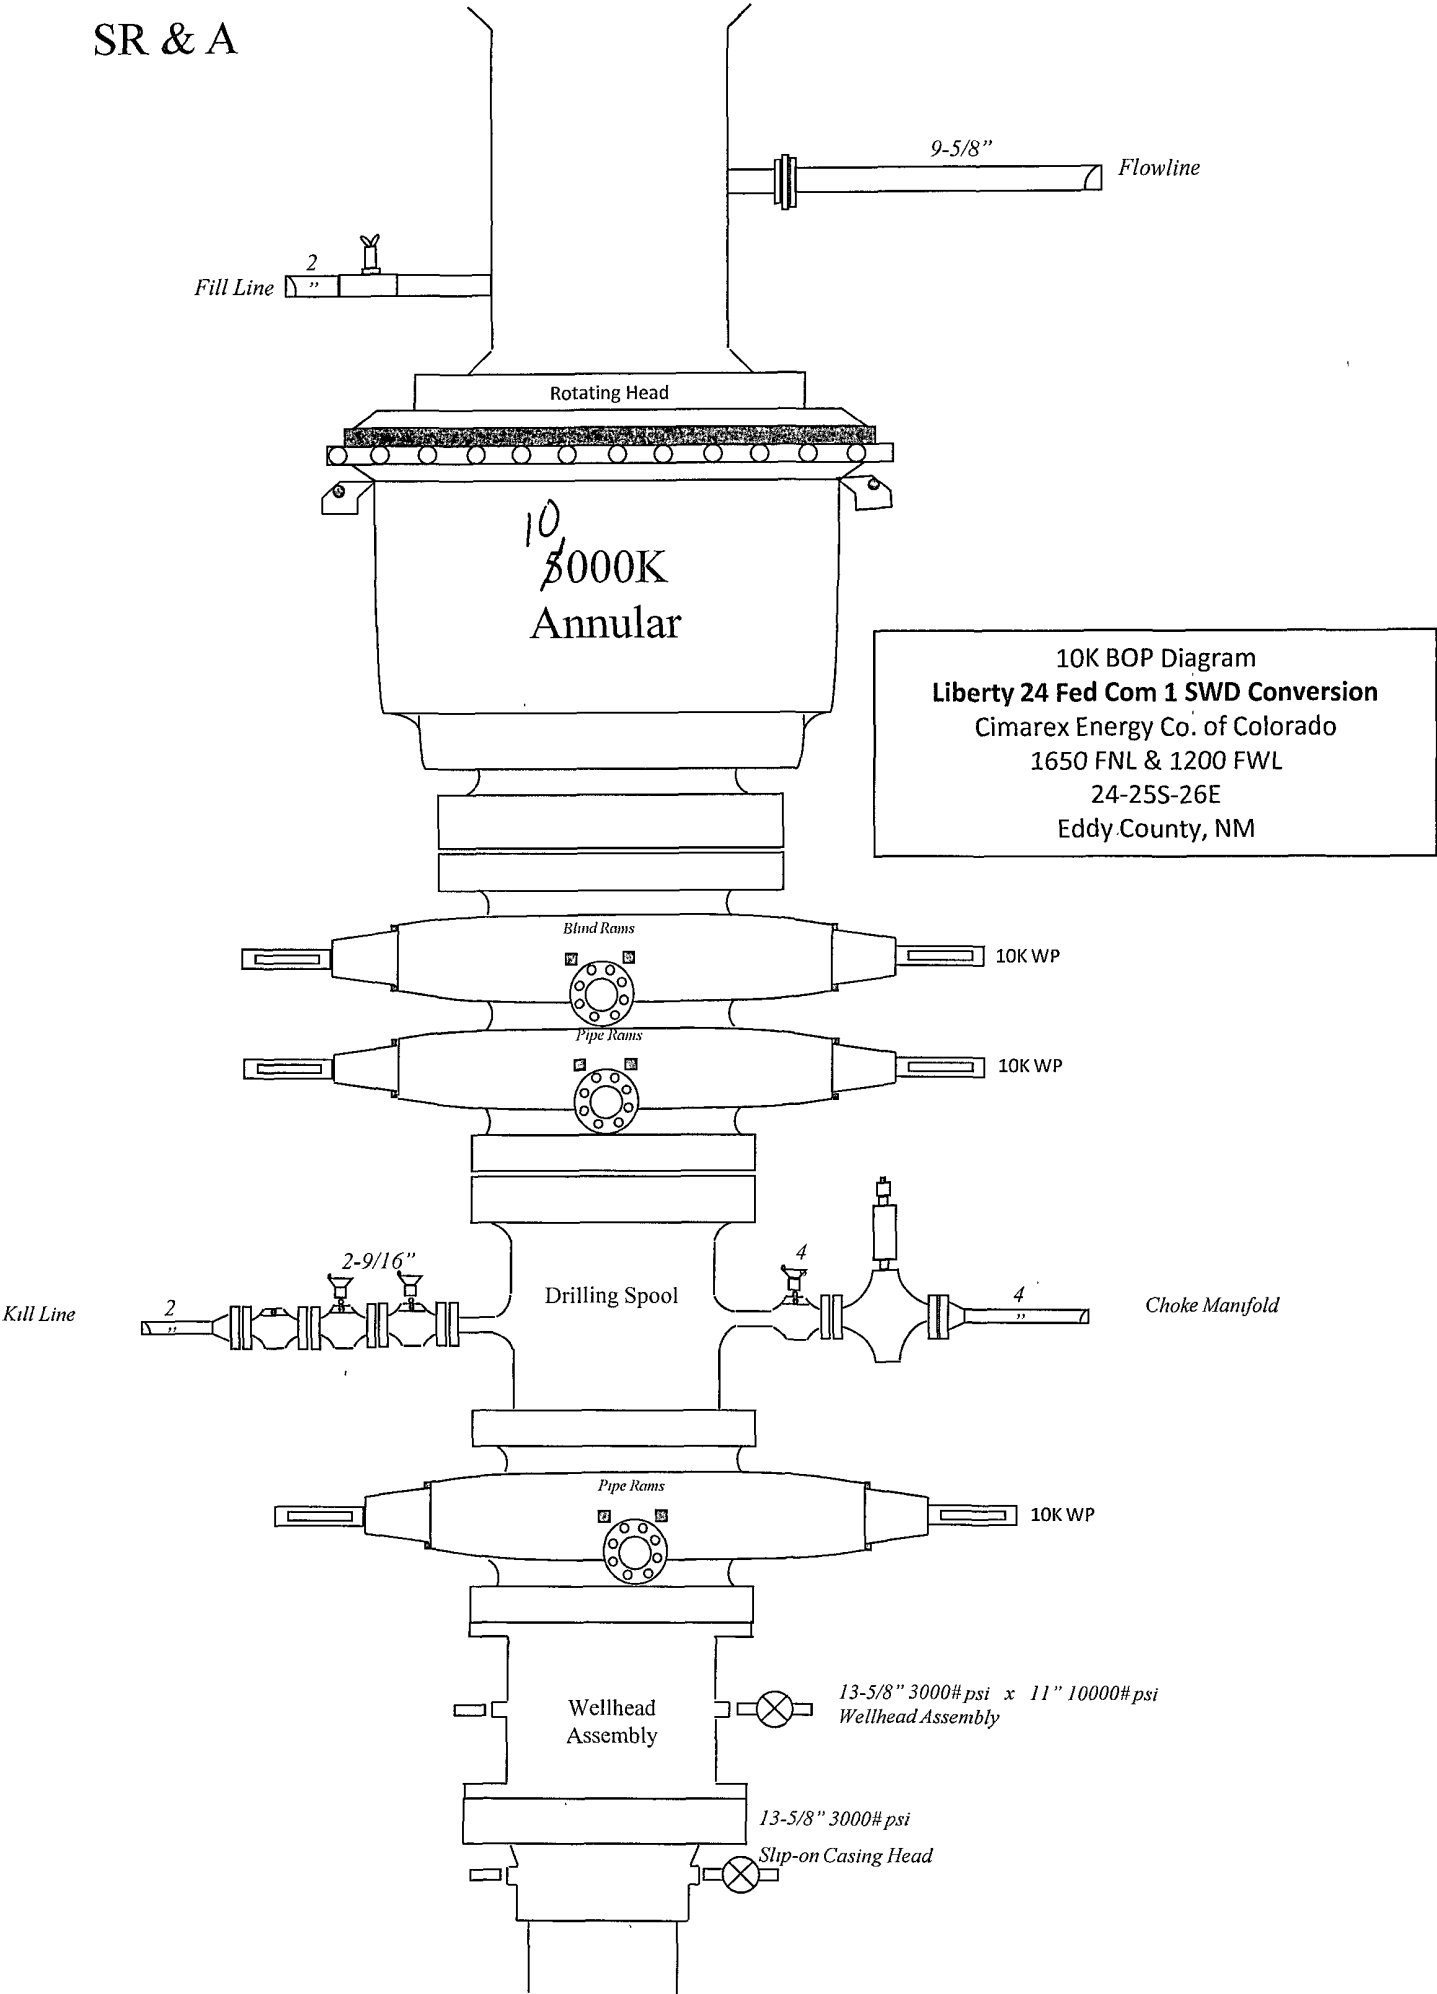 SR & A
9-5/8”
Flowline
2
”
Fill Line
Rotating Head
10,
5000K
Annular
10K BOP Diagram
Liberty 24 Fed Com 1 SWD Conversion
Cimarex Energy Co. of Colorado
1650 FNL & 1200 FWL
24-25S-26E
Eddy County, NM
Blind Rams
10K WP
Pipe Rams
10K WP
2-9/16”
4
”
Drilling Spool
Kill Line
2
”
4
”
Choke Manifold
Pipe Rams
10K WP
Wellhead
Assembly
13-5/8” 3000# psi x 11” 10000# psi
Wellhead Assembly
13-5/8” 3000# psi
Slip-on Casing Head